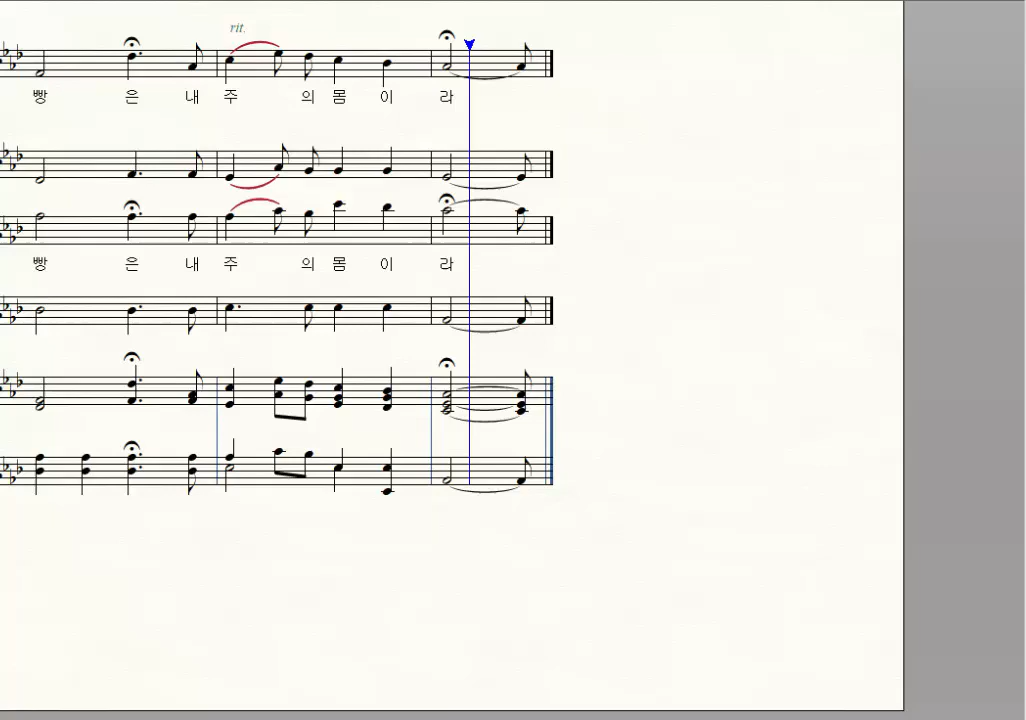 rit.
빵 은 내 주 의 몸 이 라
빵 은 내 주 의 몸 이 라